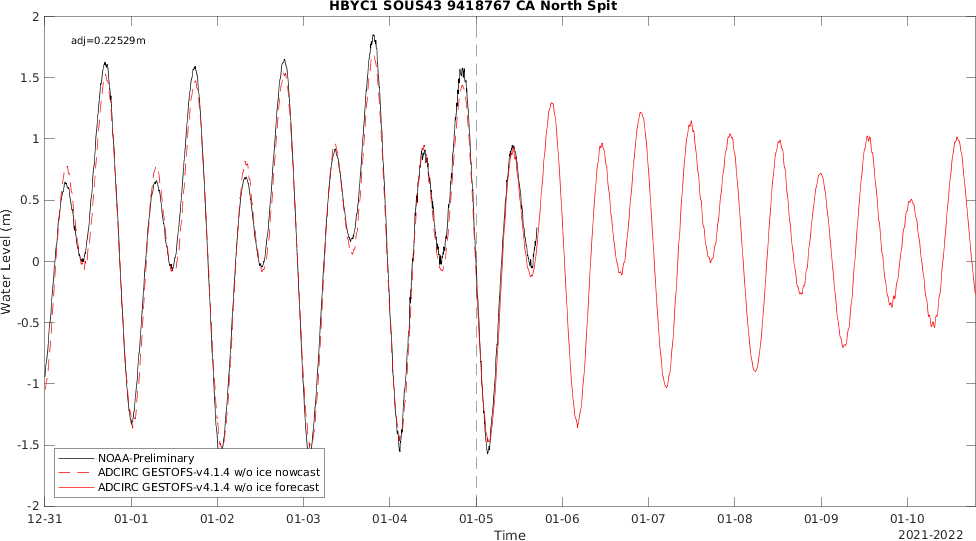 HBYC1 SOUS43 9418767 CA North Spit
adj=0.22529m
Water Level (m)
2
1.5
1
0.5
0
-0.5
-1
-1.5
-2
NOAA-Preliminary
ADCIRC GESTOFS-v4.1.4 w/o ice nowcast
ADCIRC GESTOFS-v4.1.4 w/o ice forecast
12-31 01-01 01-02 01-03 01-04 01-05 01-06 01-07 01-08 01-09 01-10
Time
2021-2022